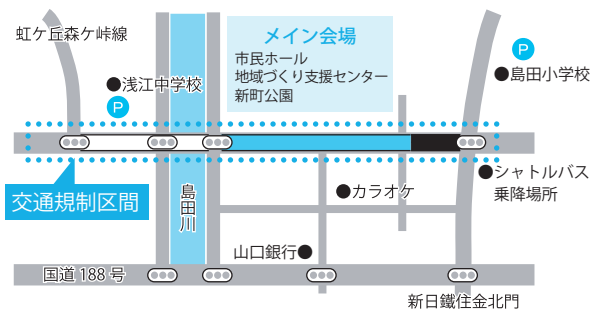 虹ケ丘森ケ峠線
メイン会場
市民ホール
地域づくり支援センター
新町公園
P
●島田小学校
●浅江中学校
P
●シャトルバス
乗降場所
交通規制区間
島田川
●カラオケ
山口銀行●
国道188号
新日鐵住金北門